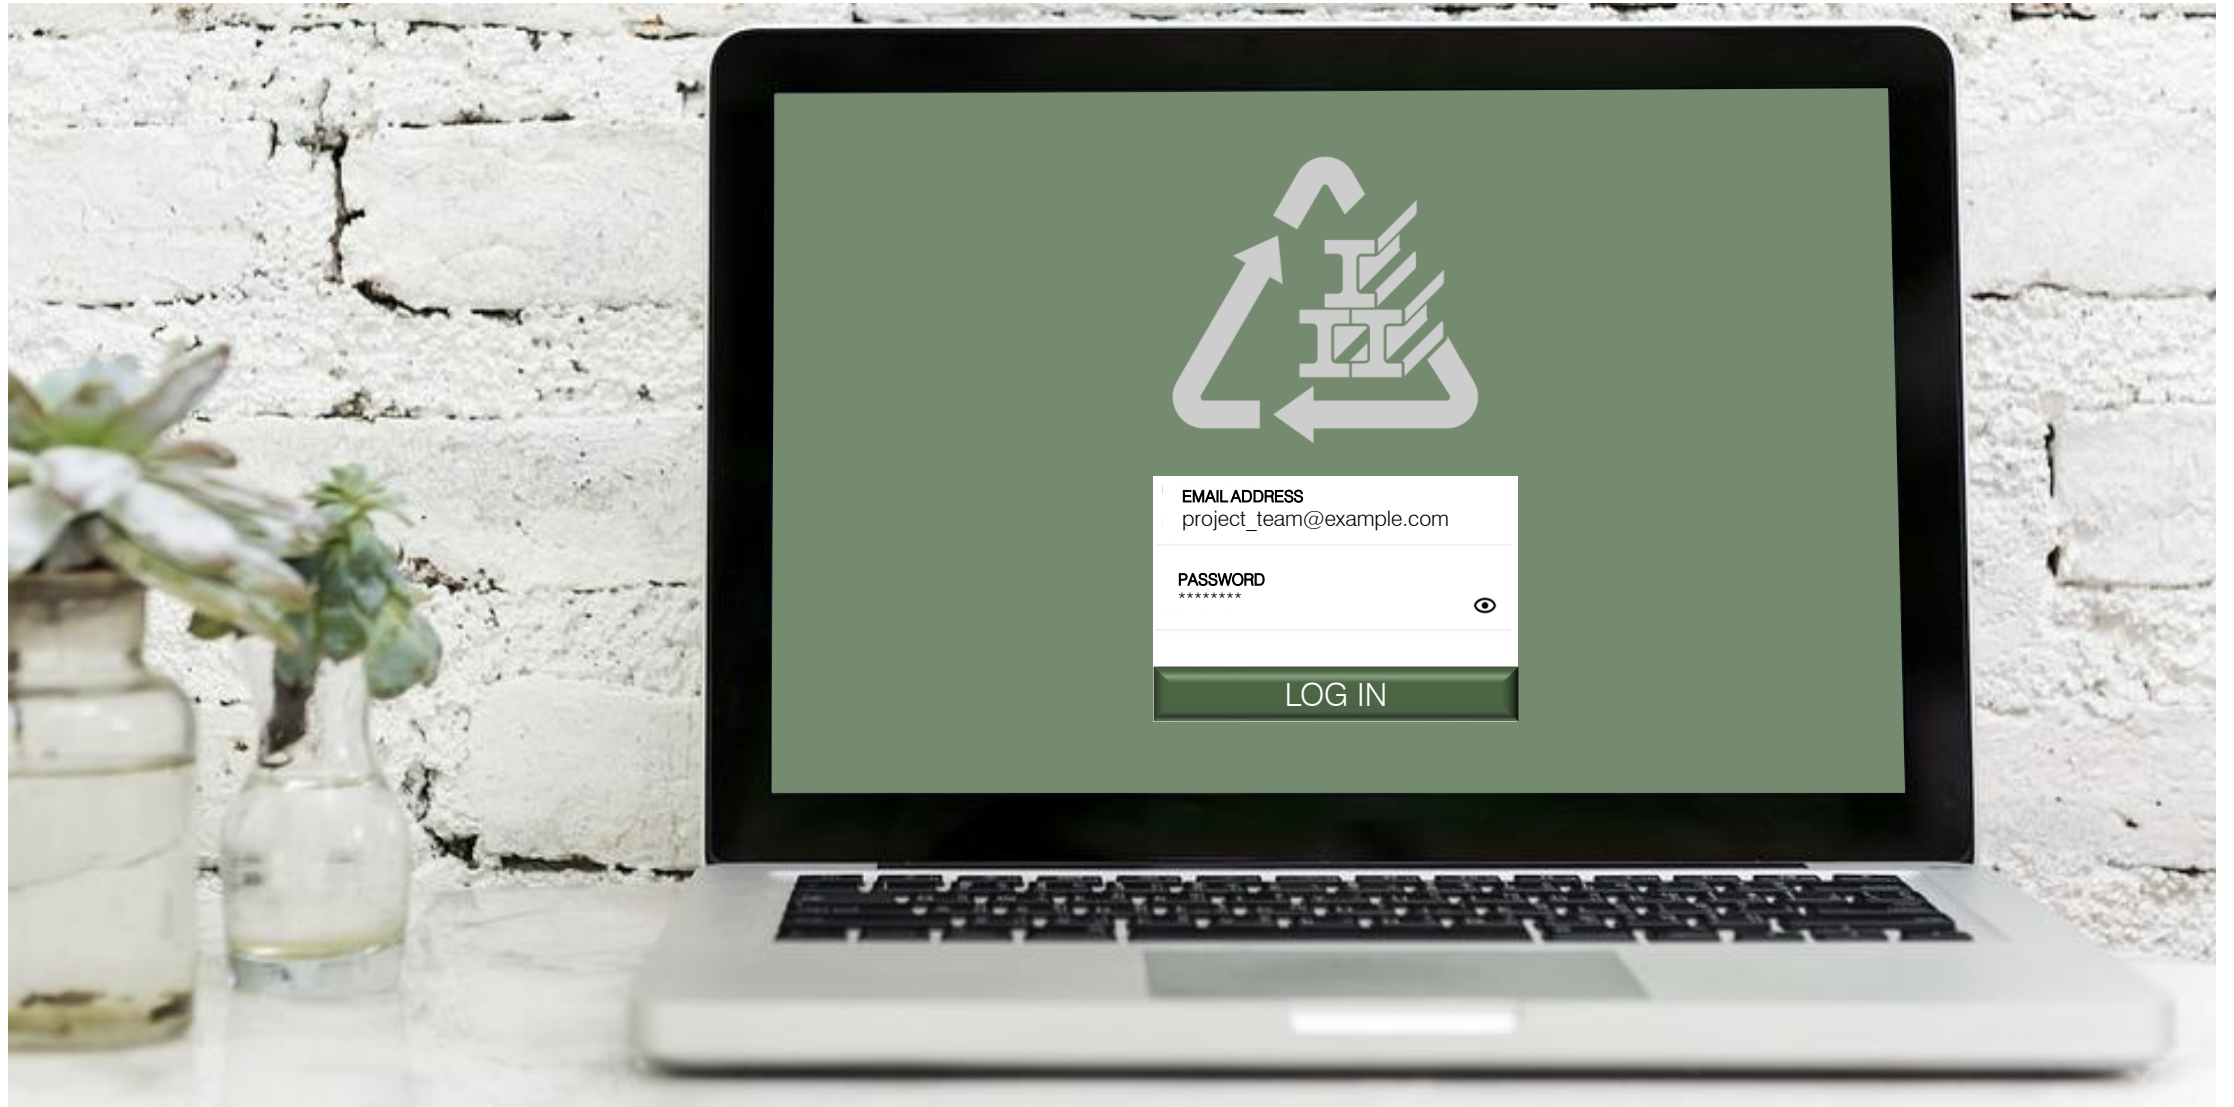 EMAIL ADDRESS
project_team@example.com
PASSWORD
********
LOG IN